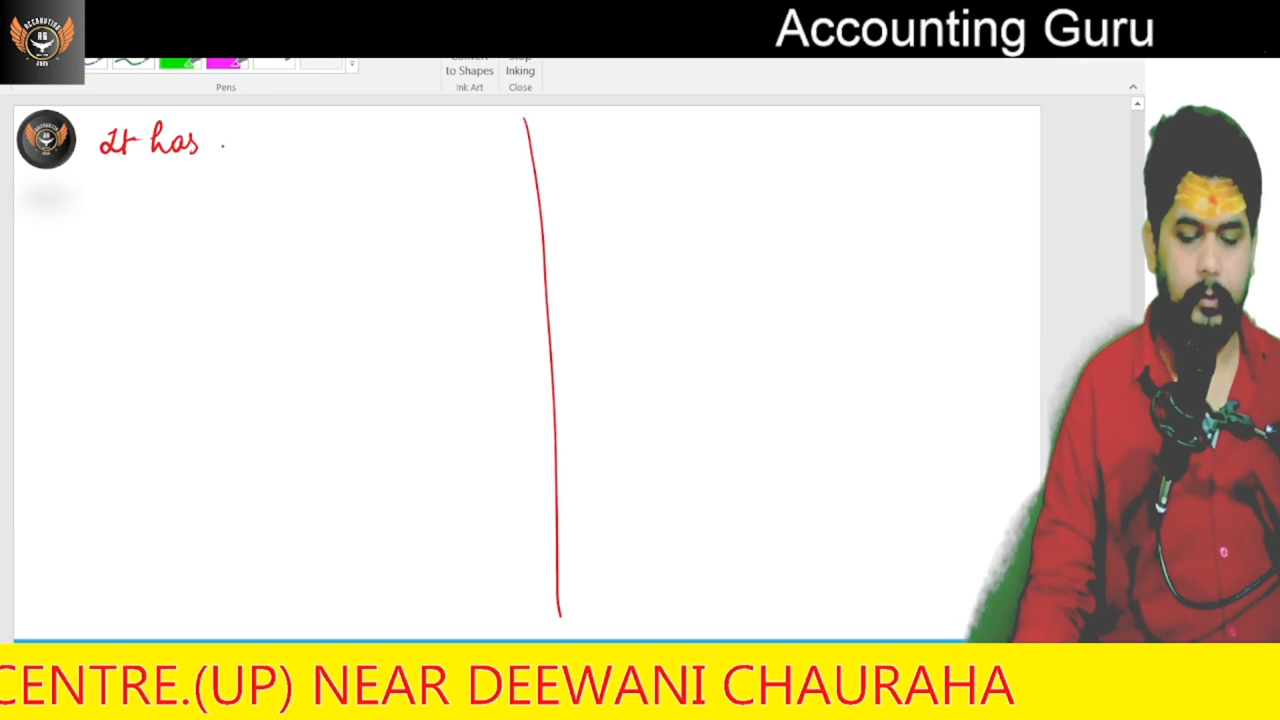 Accounting Guru
to Shapes
Inking
Pens
Ink Art
Close
It has
CENTRE.(UP) NEAR DEEWANI CHAURAHA